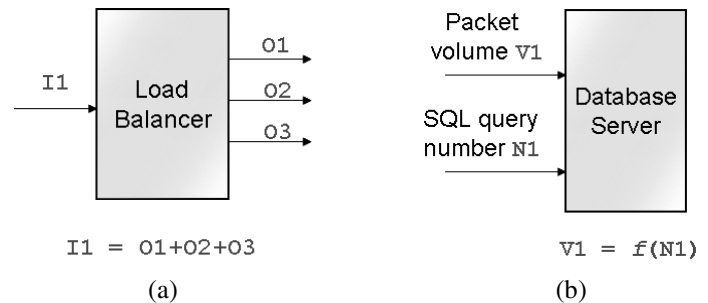 I1
Load
Balancer
O1
O2
O3
I1 = O1+O2+O3
(a)
Packet
volume V1
SQL query
number N1
Database
Server
V1 = f(N1)
(b)